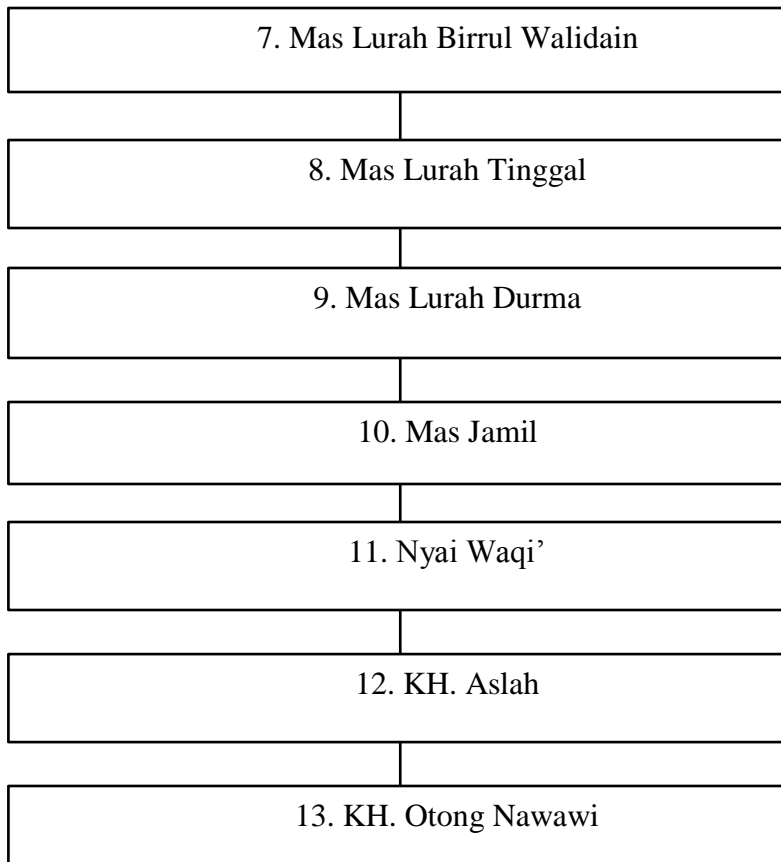 7. Mas Lurah Birrul Walidain
8. Mas Lurah Tinggal
9. Mas Lurah Durma
10. Mas Jamil
11. Nyai Waqi’
12. KH. Aslah
13. KH. Otong Nawawi